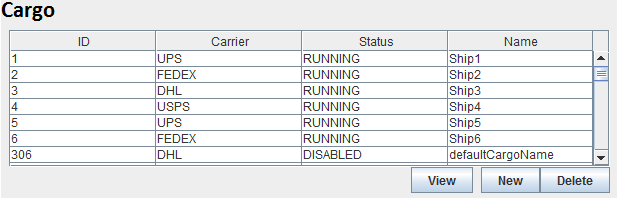 Cargo
ID Carrier Status Name
1 UPS RUNNING Ship1
2 FEDEX RUNNING Ship2
3 DHL RUNNING Ship3
4 USPS RUNNING Ship4
5 UPS RUNNING Ship5
6 FEDEX RUNNING Ship6
306 DHL DISABLED defaultCargoName
View New Delete